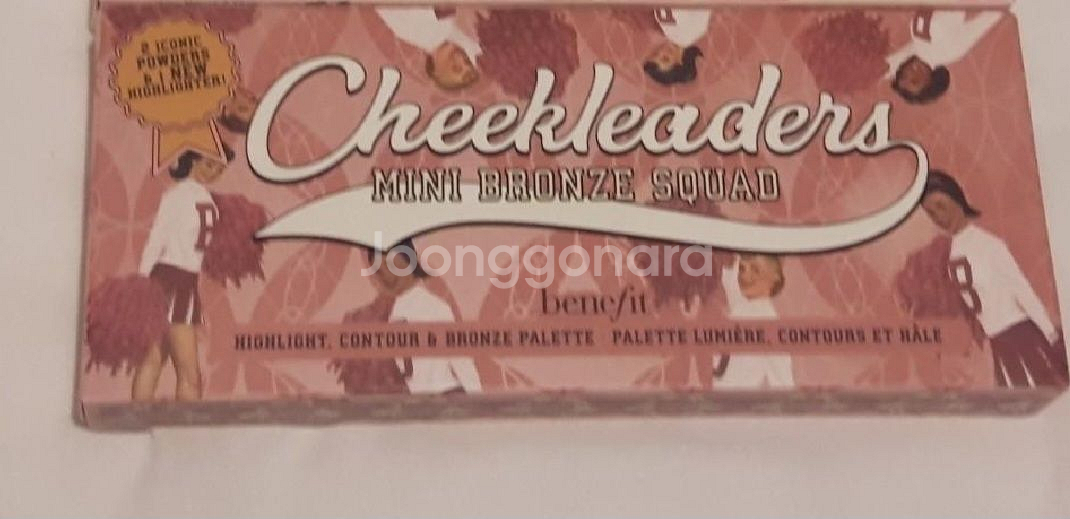 2 ICONIC
POWDERS
& 1 NEW
HIGHLIGHTER!
Cheekleaders
MINI BRONZE SQUAD
Joonggonara
benefit
HIGHLIGHT, CONTOUR & BRONZE PALETTE PALETTE LUMIÈRE, CONTOURS ET HÂLE
B
B
B